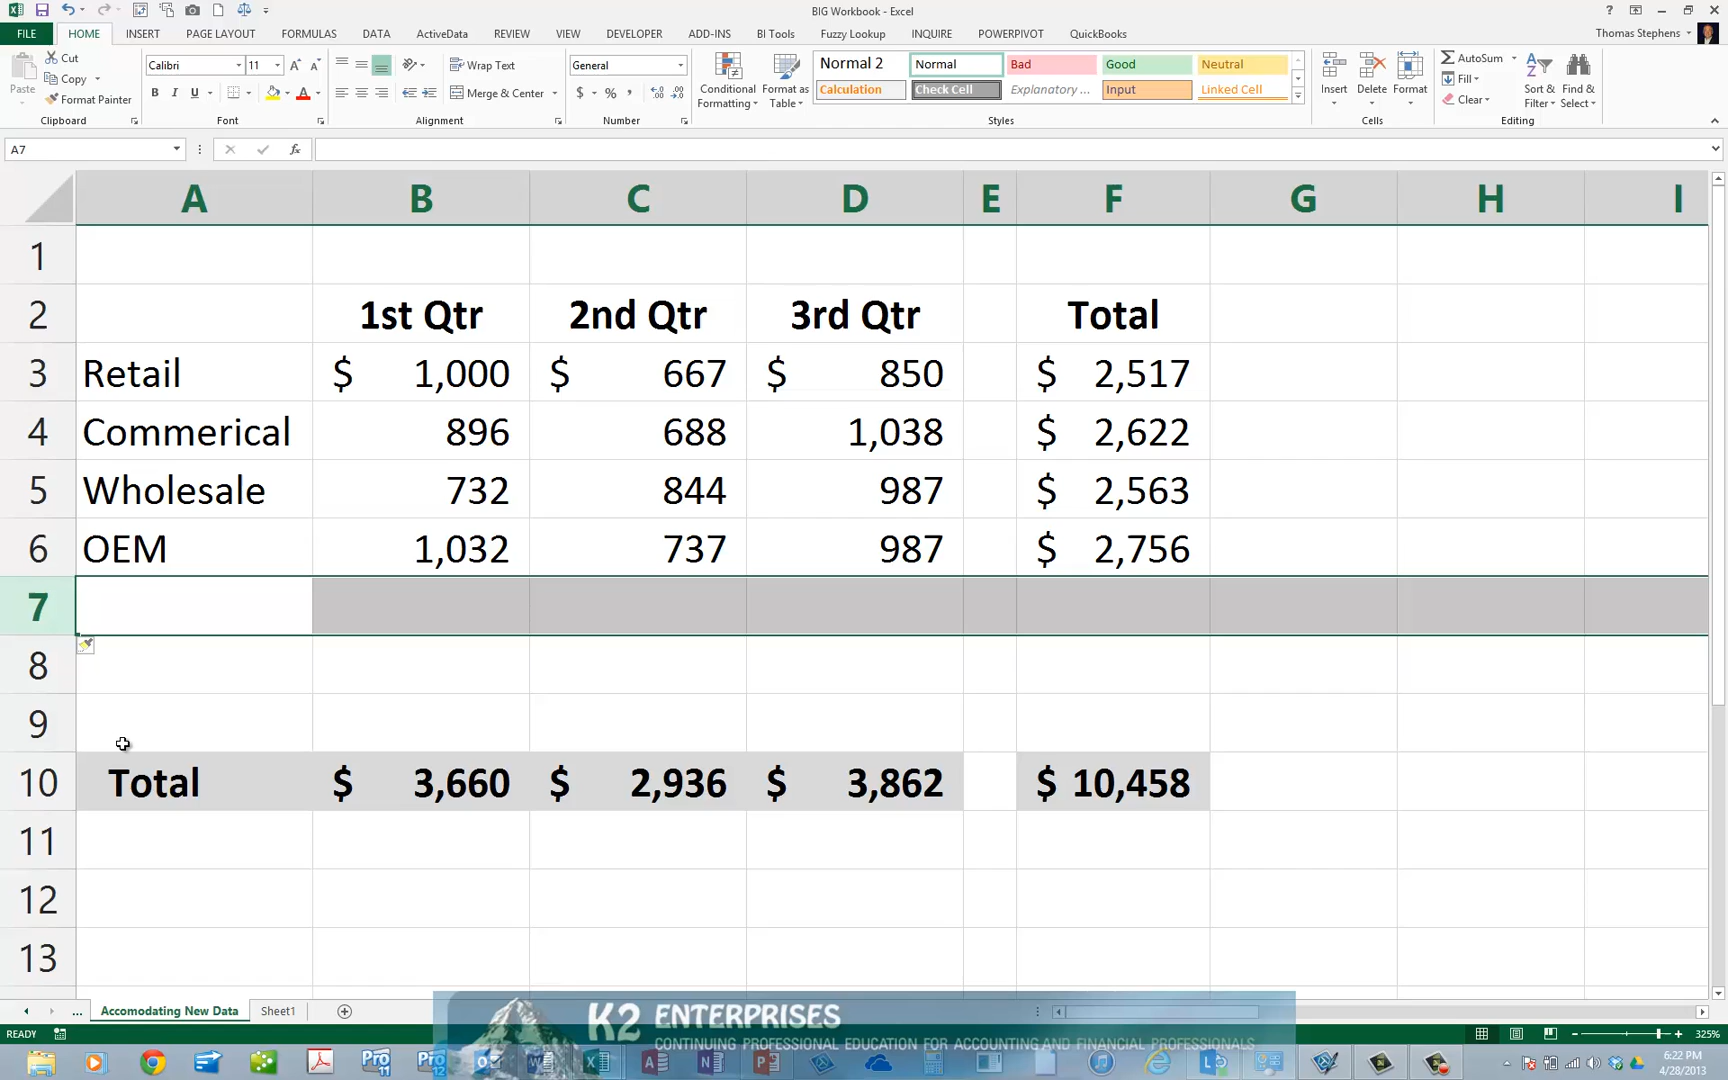 BIG Workbook - Excel
FILE HOME INSERT PAGE LAYOUT FORMULAS DATA ActiveData REVIEW VIEW DEVELOPER ADD-INS BI Tools Fuzzy Lookup INQUIRE POWERPIVOT QuickBooks Thomas Stephens
Cut Calibri 11 Wrap Text General Normal 2 Normal Bad Good Neutral AutoSum
Paste Copy Conditional Formatting Format as Table Insert Delete Format Fill Sort & Filter Find & Select
Format Painter B I U A Merge & Center $ % , Calculation Check Cell Explanatory ... Input Linked Cell Clear
Clipboard Font Alignment Number Styles Cells Editing
A7 fx
A B C D E F G H I
1
2 1st Qtr 2nd Qtr 3rd Qtr Total
3 Retail $ 1,000 $ 667 $ 850 $ 2,517
4 Commerical 896 688 1,038 $ 2,622
5 Wholesale 732 844 987 $ 2,563
6 OEM 1,032 737 987 $ 2,756
7
8
9
10 Total $ 3,660 $ 2,936 $ 3,862 $ 10,458
11
12
13
... Accomodating New Data Sheet1
K2 ENTERPRISES
CONTINUING PROFESSIONAL EDUCATION FOR ACCOUNTING AND FINANCIAL PROFESSIONALS
READY 325%
6:22 PM
4/28/2013